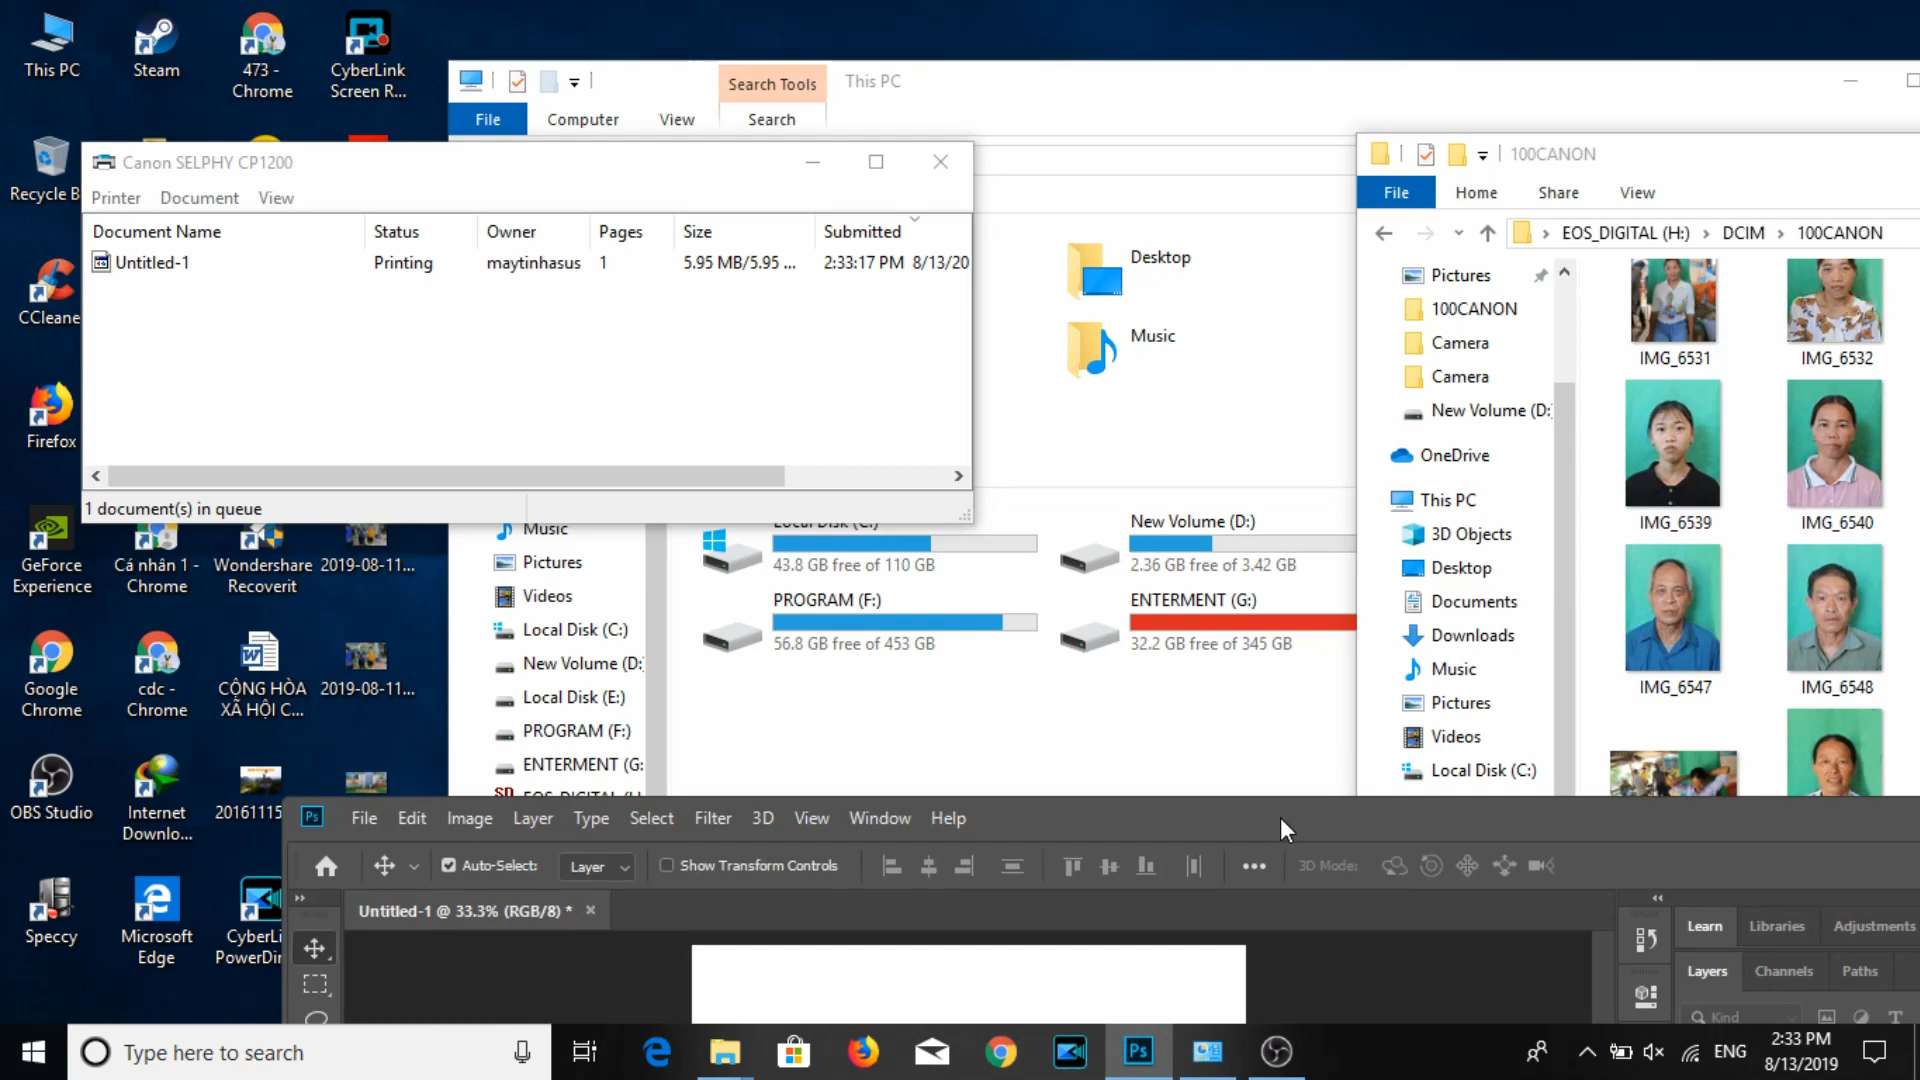 This PC
Steam
473 -
Chrome
CyberLink
Screen R...
Recycle B
CCleane
Firefox
GeForce
Experience
Cá nhân 1 -
Chrome
Wondershare
Recoverit
2019-08-11...
Google
Chrome
cdc -
Chrome
CỘNG HÒA
XÃ HỘI C...
2019-08-11...
OBS Studio
Internet
Downlo...
20161115
Speccy
Microsoft
Edge
CyberLi
PowerDir
Search Tools
This PC
File
Computer
View
Search
Desktop
Music
Music
Pictures
Videos
Local Disk (C:)
New Volume (D:
Local Disk (E:)
PROGRAM (F:)
ENTERMENT (G:
Local Disk (C:)
43.8 GB free of 110 GB
New Volume (D:)
2.36 GB free of 3.42 GB
PROGRAM (F:)
56.8 GB free of 453 GB
ENTERMENT (G:)
32.2 GB free of 345 GB
Canon SELPHY CP1200
Printer Document View
Document Name Status Owner Pages Size Submitted
Untitled-1 Printing maytinhasus 1 5.95 MB/5.95 ... 2:33:17 PM 8/13/20
1 document(s) in queue
100CANON
File Home Share View
EOS_DIGITAL (H:) › DCIM › 100CANON
Pictures
100CANON
Camera
Camera
New Volume (D:
OneDrive
This PC
3D Objects
Desktop
Documents
Downloads
Music
Pictures
Videos
Local Disk (C:)
IMG_6531
IMG_6532
IMG_6539
IMG_6540
IMG_6547
IMG_6548
Ps File Edit Image Layer Type Select Filter 3D View Window Help
Auto-Select: Layer Show Transform Controls 3D Mode:
Untitled-1 @ 33.3% (RGB/8) *
Learn Libraries Adjustments
Layers Channels Paths
Kind
Type here to search
Ps
ENG
2:33 PM
8/13/2019